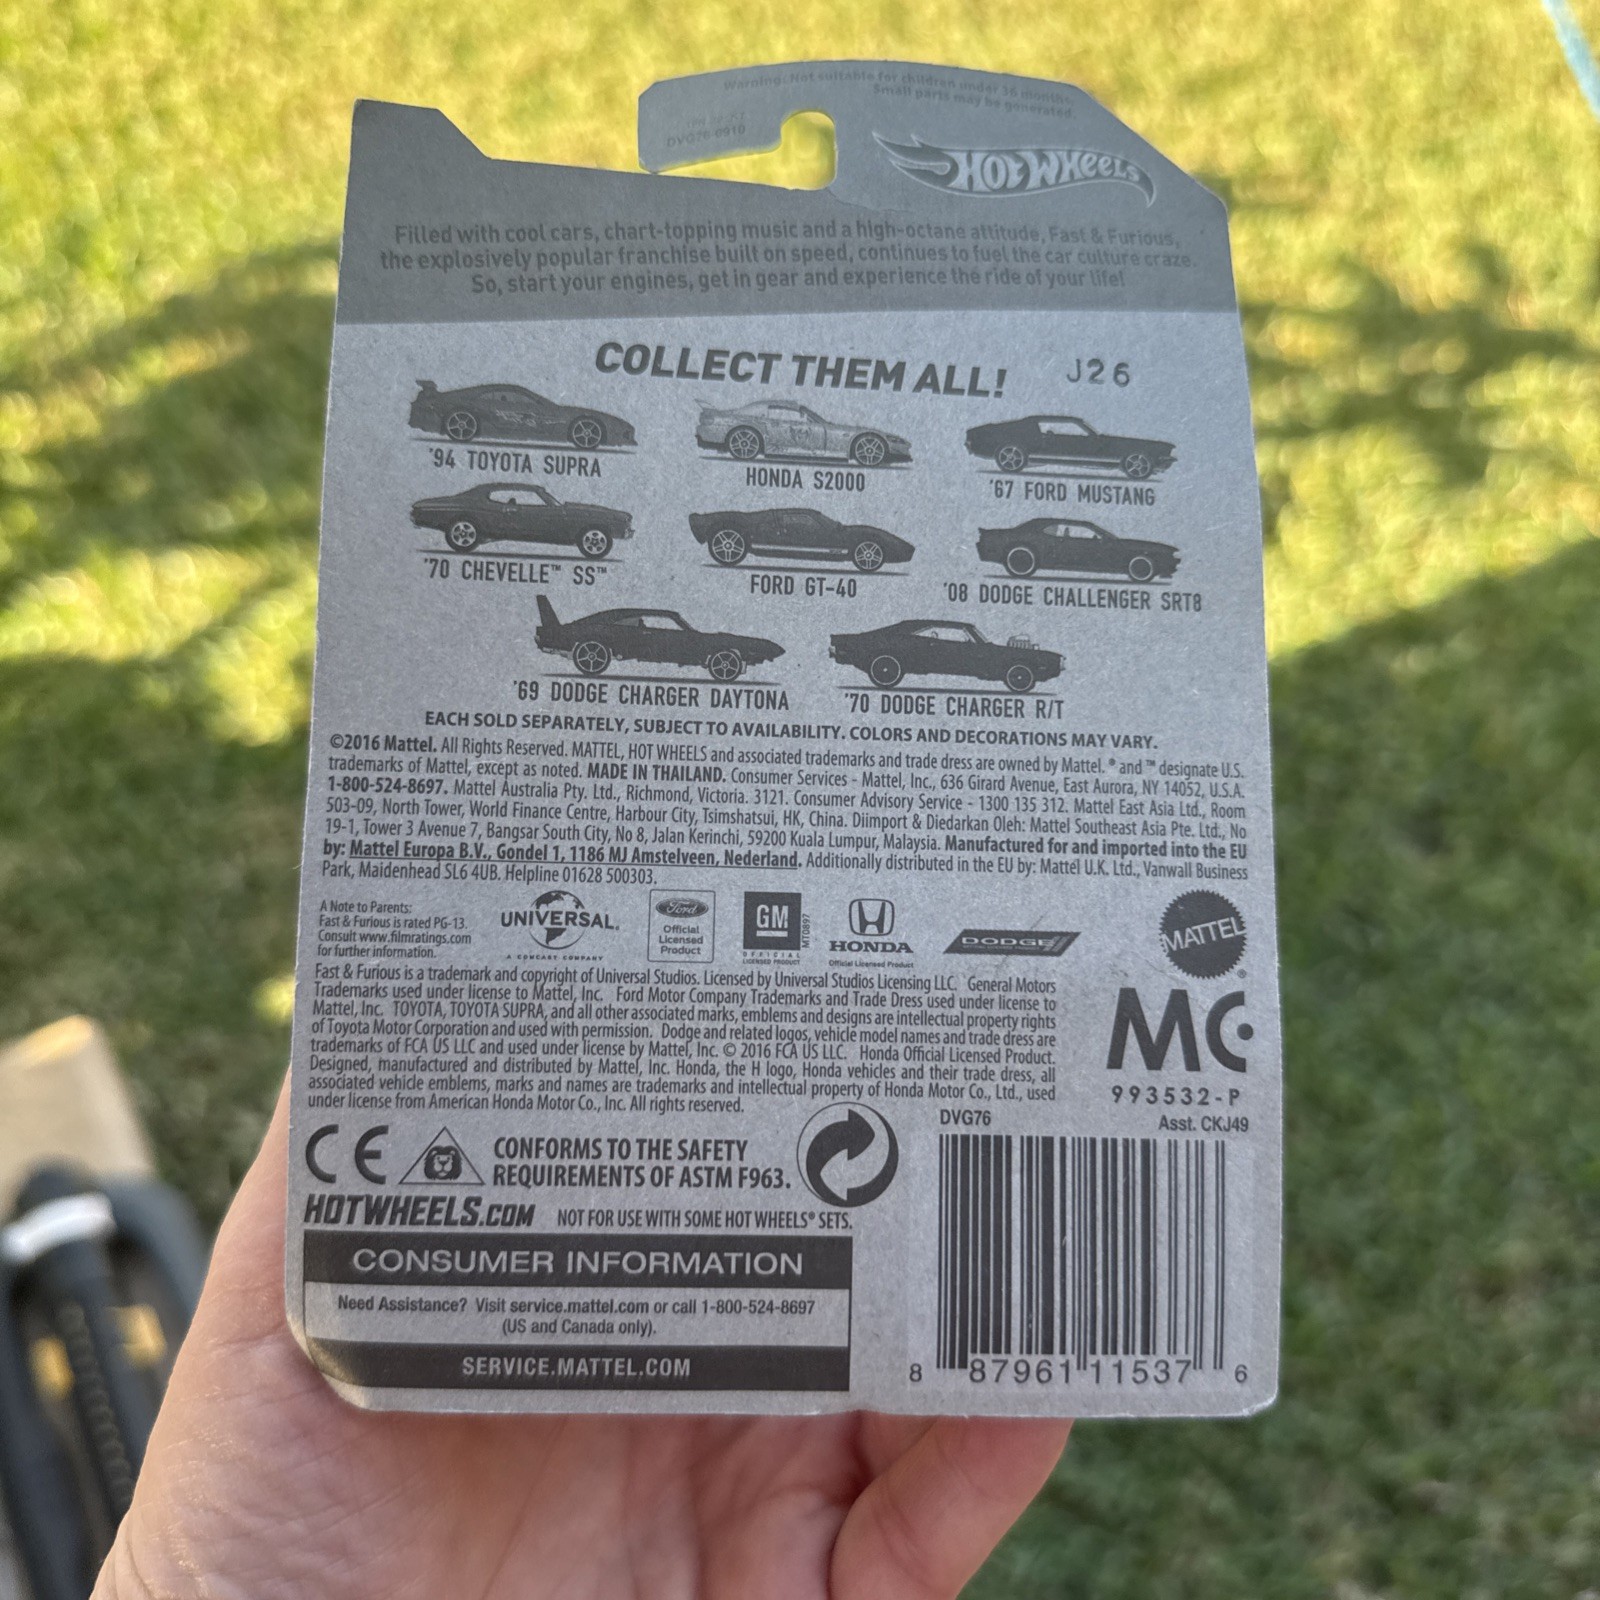 Warning: Not suitable for children under 36 months.
Small parts may be generated.
DVG76-0910
HOT WHEELS
Filled with cool cars, chart-topping music and a high-octane attitude, Fast & Furious,
the explosively popular franchise built on speed, continues to fuel the car culture craze.
So, start your engines, get in gear and experience the ride of your life!
COLLECT THEM ALL!
J26
'94 TOYOTA SUPRA
HONDA S2000
'67 FORD MUSTANG
'70 CHEVELLE™ SS™
FORD GT-40
'08 DODGE CHALLENGER SRT8
'69 DODGE CHARGER DAYTONA
'70 DODGE CHARGER R/T
EACH SOLD SEPARATELY, SUBJECT TO AVAILABILITY. COLORS AND DECORATIONS MAY VARY.
©2016 Mattel. All Rights Reserved. MATTEL, HOT WHEELS and associated trademarks and trade dress are owned by Mattel. ® and ™ designate U.S.
trademarks of Mattel, except as noted. MADE IN THAILAND. Consumer Services - Mattel, Inc., 636 Girard Avenue, East Aurora, NY 14052, U.S.A.
1-800-524-8697. Mattel Australia Pty. Ltd., Richmond, Victoria. 3121. Consumer Advisory Service - 1300 135 312. Mattel East Asia Ltd., Room
503-09, North Tower, World Finance Centre, Harbour City, Tsimshatsui, HK, China. Diimport & Diedarkan Oleh: Mattel Southeast Asia Pte. Ltd., No
19-1, Tower 3 Avenue 7, Bangsar South City, No 8, Jalan Kerinchi, 59200 Kuala Lumpur, Malaysia. Manufactured for and imported into the EU
by: Mattel Europa B.V., Gondel 1, 1186 MJ Amstelveen, Nederland. Additionally distributed in the EU by: Mattel U.K. Ltd., Vanwall Business
Park, Maidenhead SL6 4UB. Helpline 01628 500303.
A Note to Parents:
Fast & Furious is rated PG-13.
Consult www.filmratings.com
for further information.
UNIVERSAL
A COMCAST COMPANY
Ford
Official
Licensed
Product
GM
OFFICIAL
LICENSED PRODUCT
MT0897
HONDA
Official Licensed Product
DODGE
MATTEL®
Fast & Furious is a trademark and copyright of Universal Studios. Licensed by Universal Studios Licensing LLC. General Motors
Trademarks used under license to Mattel, Inc. Ford Motor Company Trademarks and Trade Dress used under license to
Mattel, Inc. TOYOTA, TOYOTA SUPRA, and all other associated marks, emblems and designs are intellectual property rights
of Toyota Motor Corporation and used with permission. Dodge and related logos, vehicle model names and trade dress are
trademarks of FCA US LLC and used under license by Mattel, Inc. © 2016 FCA US LLC. Honda Official Licensed Product.
Designed, manufactured and distributed by Mattel, Inc. Honda, the H logo, Honda vehicles and their trade dress, all
associated vehicle emblems, marks and names are trademarks and intellectual property of Honda Motor Co., Ltd., used
under license from American Honda Motor Co., Inc. All rights reserved.
MC
993532-P
DVG76
Asst. CKJ49
CE
CONFORMS TO THE SAFETY
REQUIREMENTS OF ASTM F963.
HOTWHEELS.COM
NOT FOR USE WITH SOME HOT WHEELS® SETS.
CONSUMER INFORMATION
Need Assistance? Visit service.mattel.com or call 1-800-524-8697
(US and Canada only).
SERVICE.MATTEL.COM
8 87961 11537 6